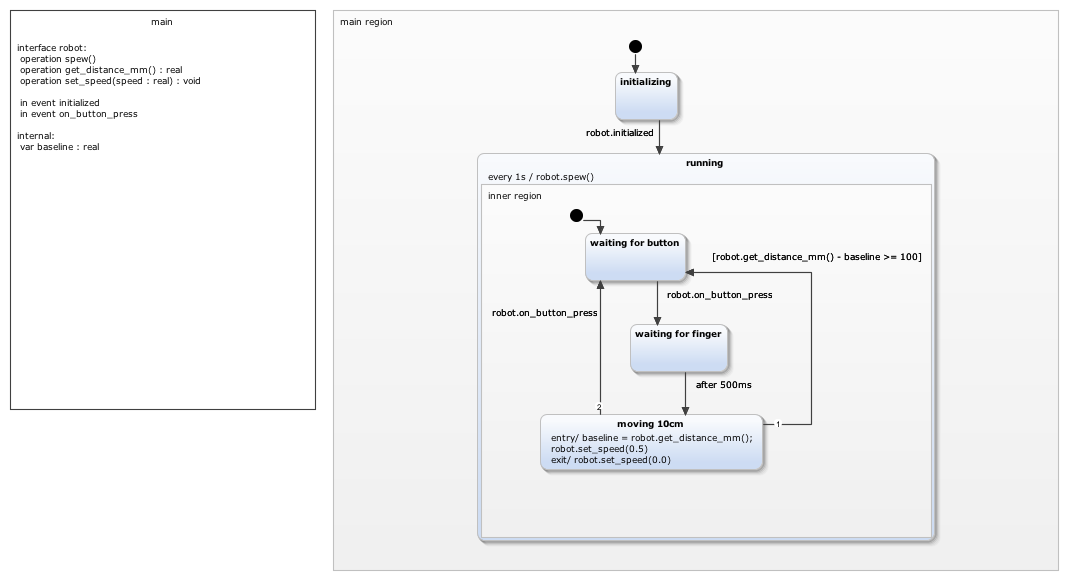 main
interface robot:
operation spew()
operation get_distance_mm() : real
operation set_speed(speed : real) : void
in event initialized
in event on_button_press
internal:
var baseline : real
main region
initializing
robot.initialized
running
every 1s / robot.spew()
inner region
waiting for button
[robot.get_distance_mm() - baseline >= 100]
robot.on_button_press
robot.on_button_press
waiting for finger
after 500ms
2
moving 10cm
1
entry/ baseline = robot.get_distance_mm();
robot.set_speed(0.5)
exit/ robot.set_speed(0.0)